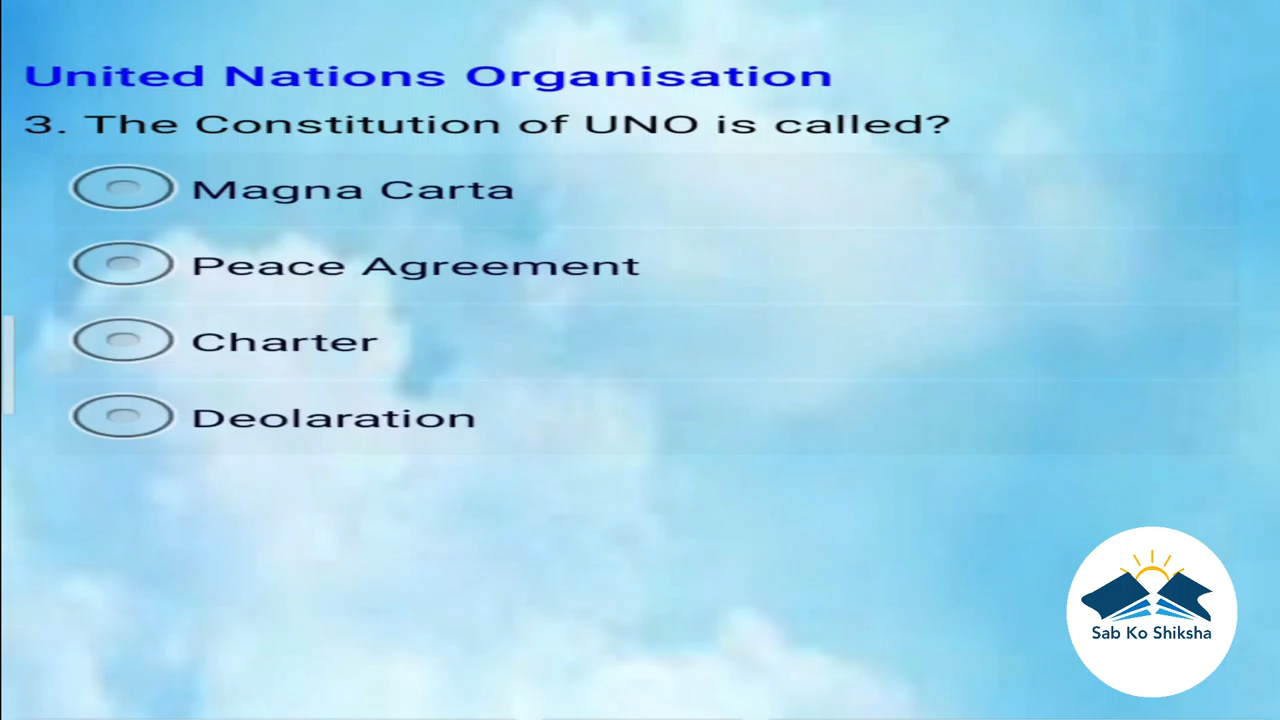 United Nations Organisation
3. The Constitution of UNO is called?
Magna Carta
Peace Agreement
Charter
Deolaration
Sab Ko Shiksha